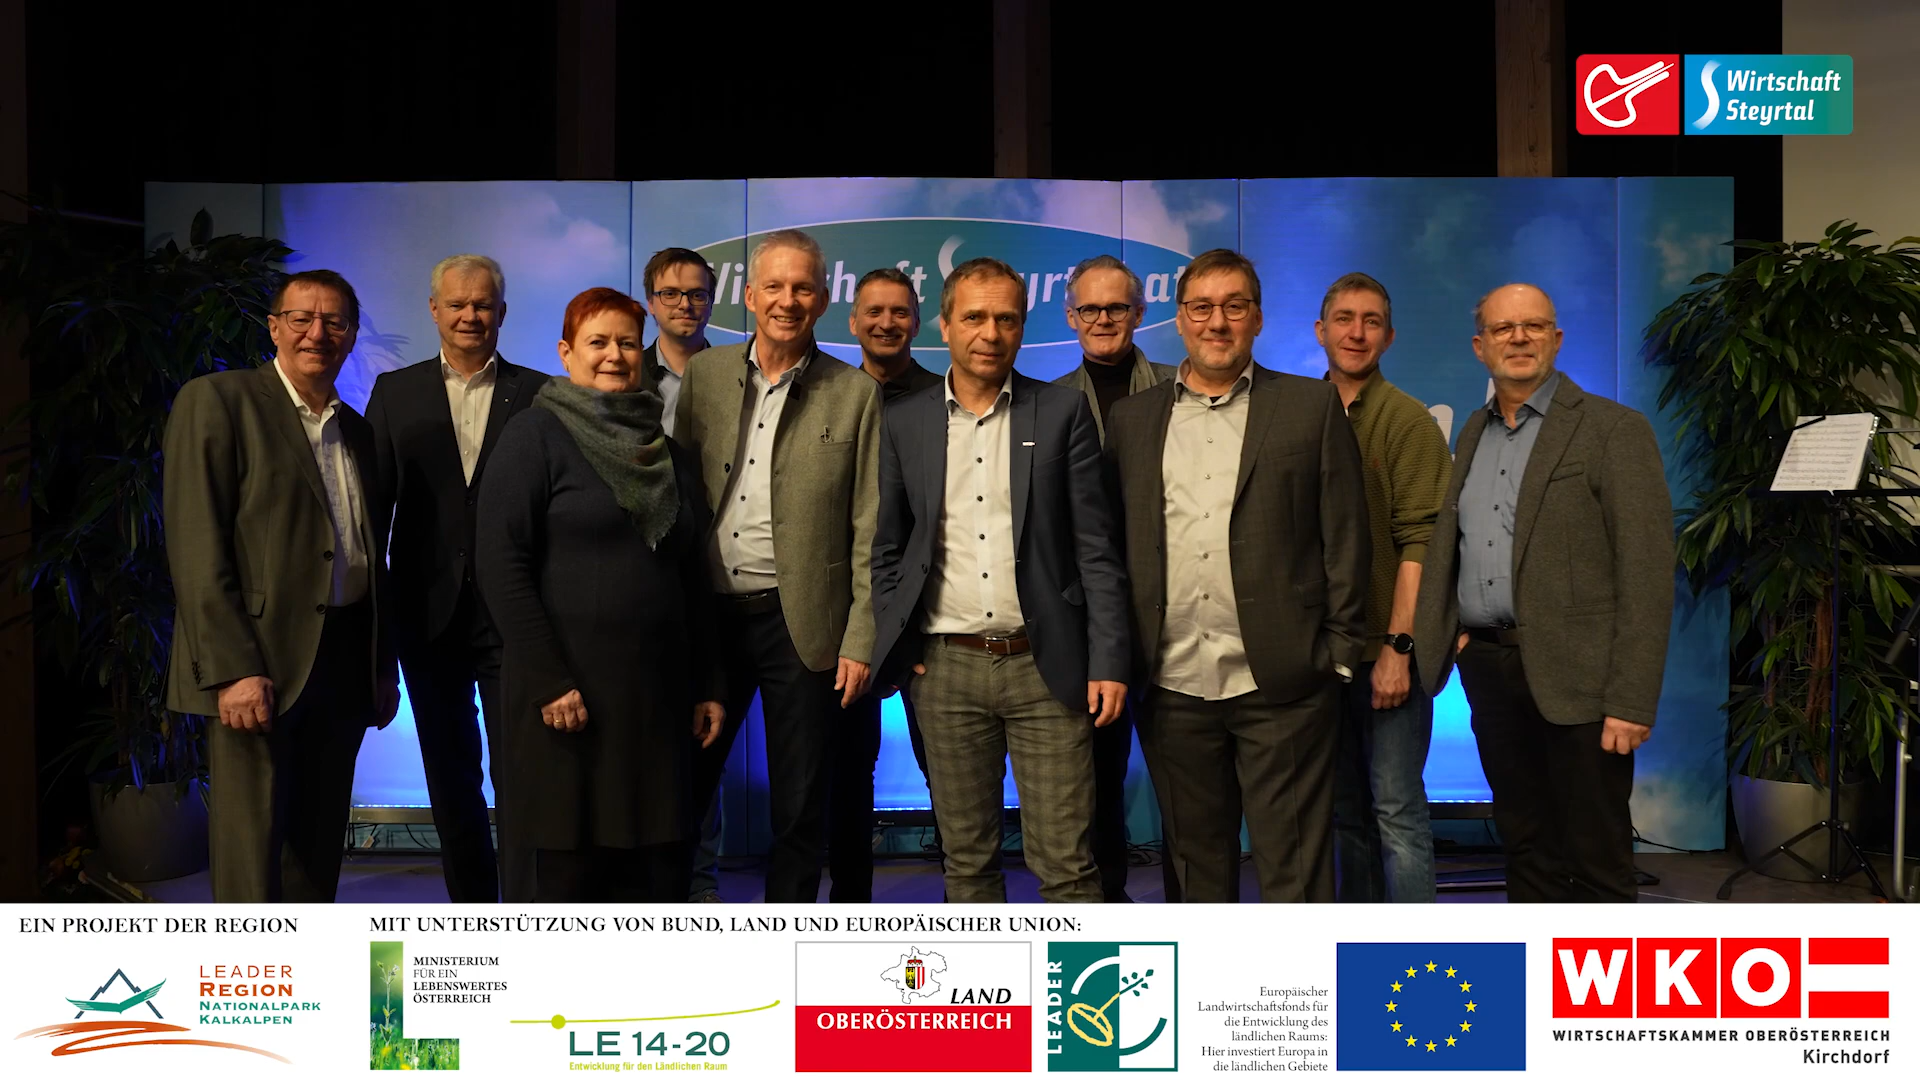 Wirtschaft
Steyrtal
EIN PROJEKT DER REGION
LEADER
REGION
NATIONALPARK
KALKALPEN
MIT UNTERSTÜTZUNG VON BUND, LAND UND EUROPÄISCHER UNION:
MINISTERIUM
FÜR EIN
LEBENSWERTES
ÖSTERREICH
LE 14-20
Entwicklung für den Ländlichen Raum
LAND
OBERÖSTERREICH
LEADER
Europäischer
Landwirtschaftsfonds für
die Entwicklung des
ländlichen Raums:
Hier investiert Europa in
die ländlichen Gebiete
WKO
WIRTSCHAFTSKAMMER OBERÖSTERREICH
Kirchdorf